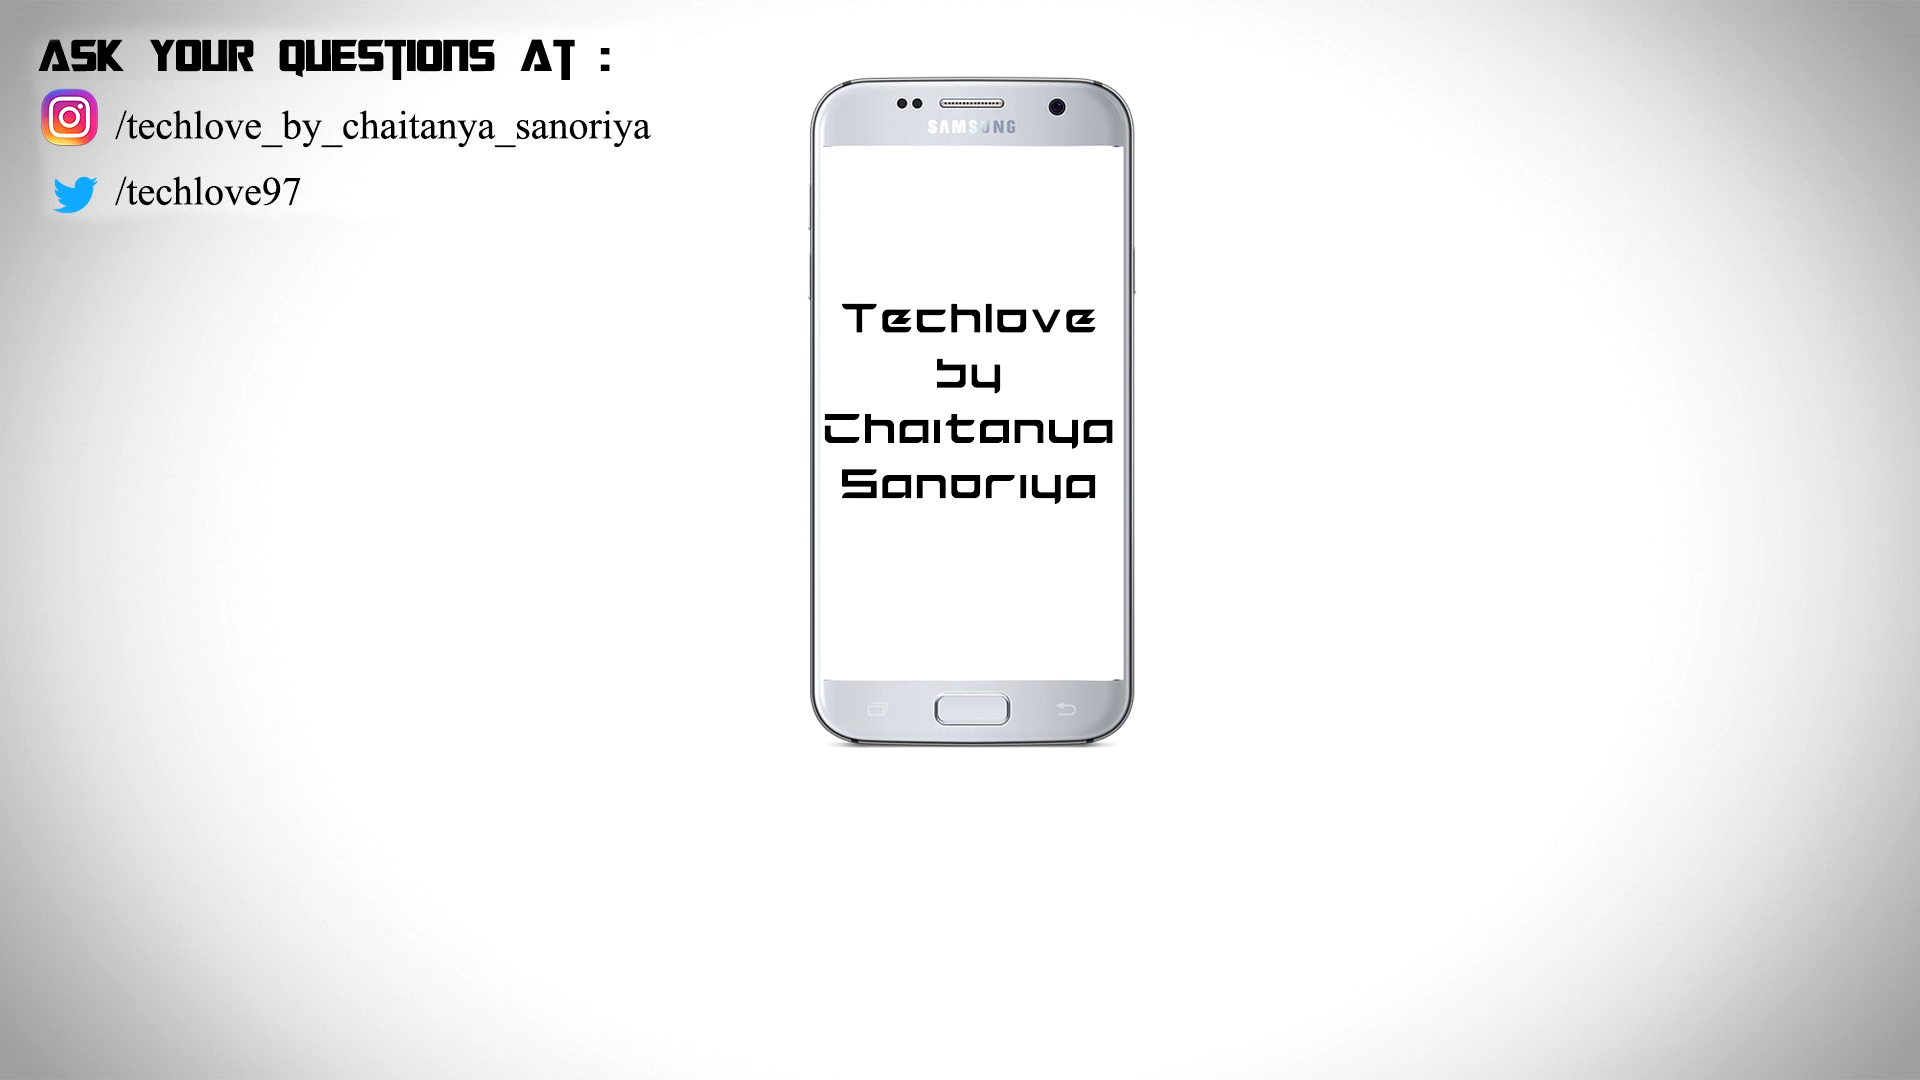 ASK YOUR QUESTIONS AT :
/techlove_by_chaitanya_sanoriya
/techlove97
SAMSUNG
Techlove
by
Chaitanya
Sanoriya